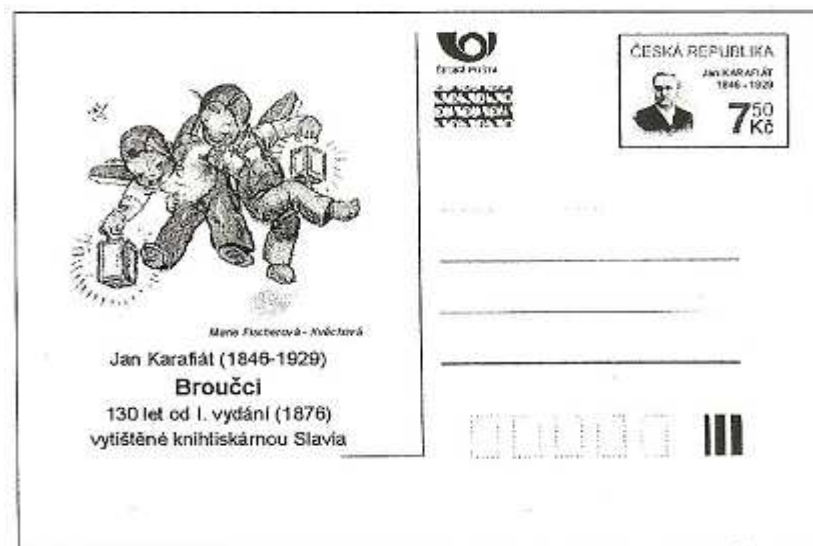 Marie Fischerová - Kvěchová
Jan Karafiát (1846-1929)
Broučci
130 let od I. vydání (1876)
vytištěné knihtiskárnou Slavia
ČESKÁ POŠTA
ČESKÁ REPUBLIKA
Jan KARAFIÁT
1846 - 1929
7 50
Kč